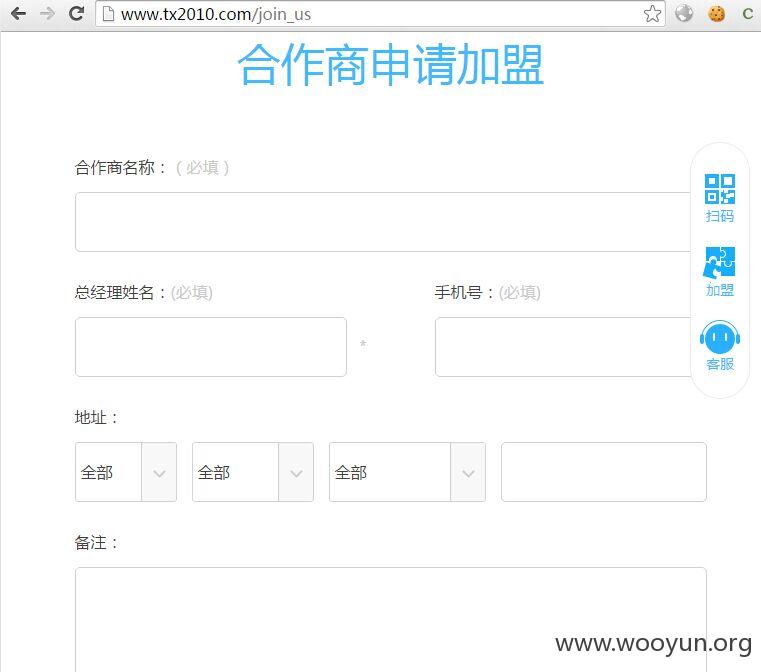 www.tx2010.com/join_us
C
合作商申请加盟
合作商名称：（必填）
扫码
加盟
客服
总经理姓名：(必填)
手机号：(必填)
*
地址：
全部
全部
全部
备注：
www.wooyun.org